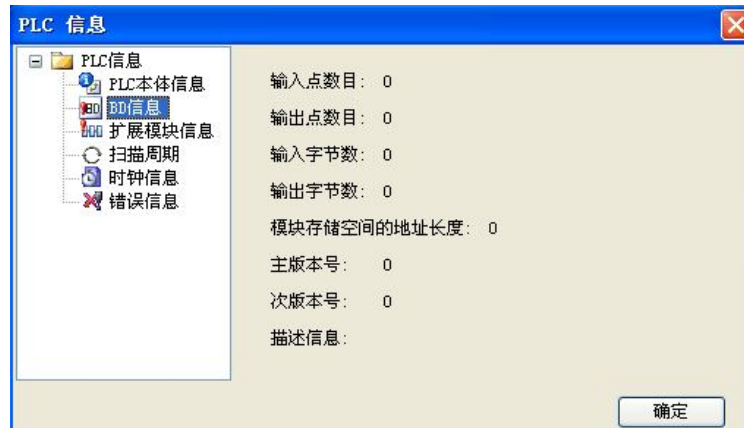 PLC 信息
PLC信息
PLC本体信息
BD信息
扩展模块信息
扫描周期
时钟信息
错误信息
输入点数目: 0
输出点数目: 0
输入字节数: 0
输出字节数: 0
模块存储空间的地址长度: 0
主版本号: 0
次版本号: 0
描述信息:
确定